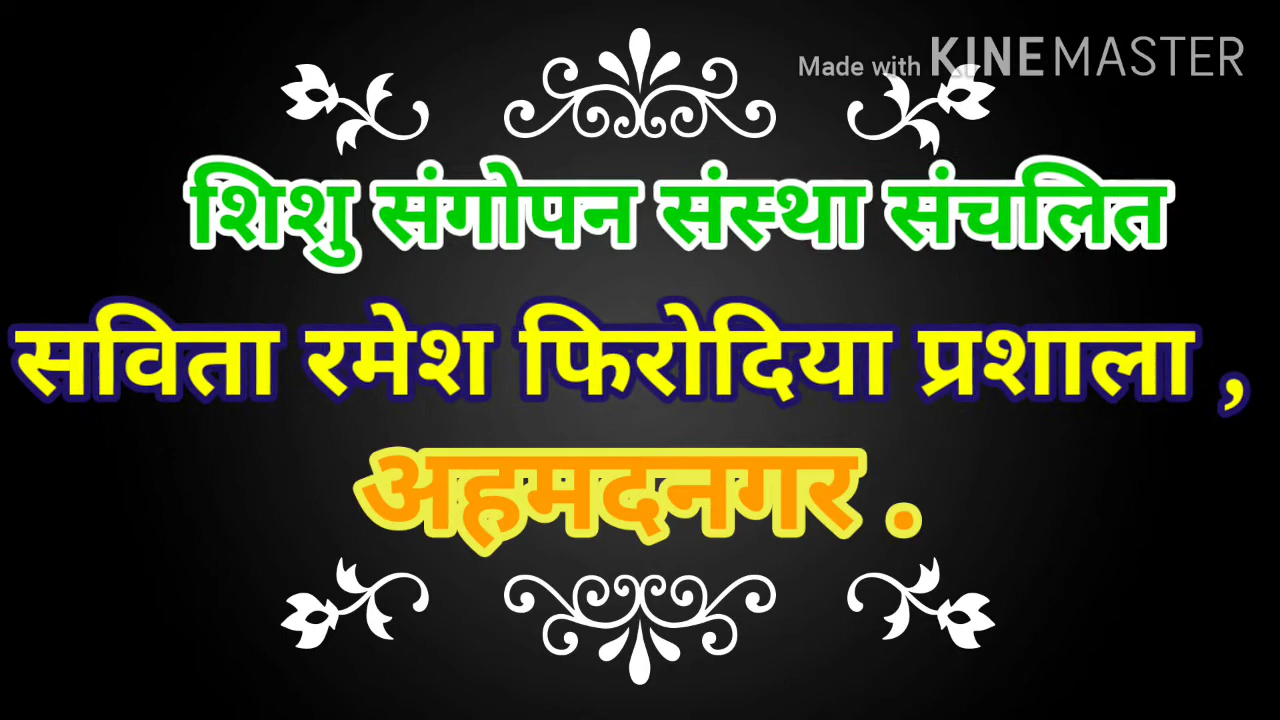 Made with KINEMASTER
शिशु संगोपन संस्था संचलित
सविता रमेश फिरोदिया प्रशाला ,
अहमदनगर .